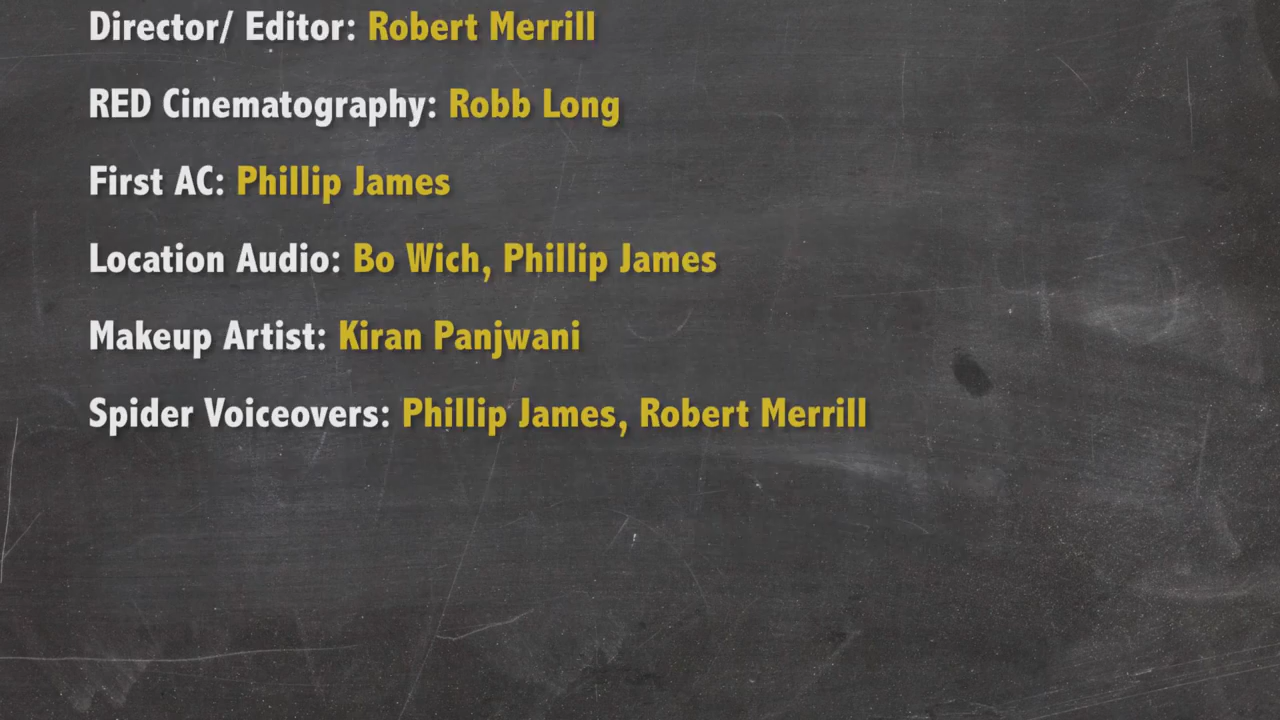 Director/ Editor: Robert Merrill
RED Cinematography: Robb Long
First AC: Phillip James
Location Audio: Bo Wich, Phillip James
Makeup Artist: Kiran Panjwani
Spider Voiceovers: Phillip James, Robert Merrill